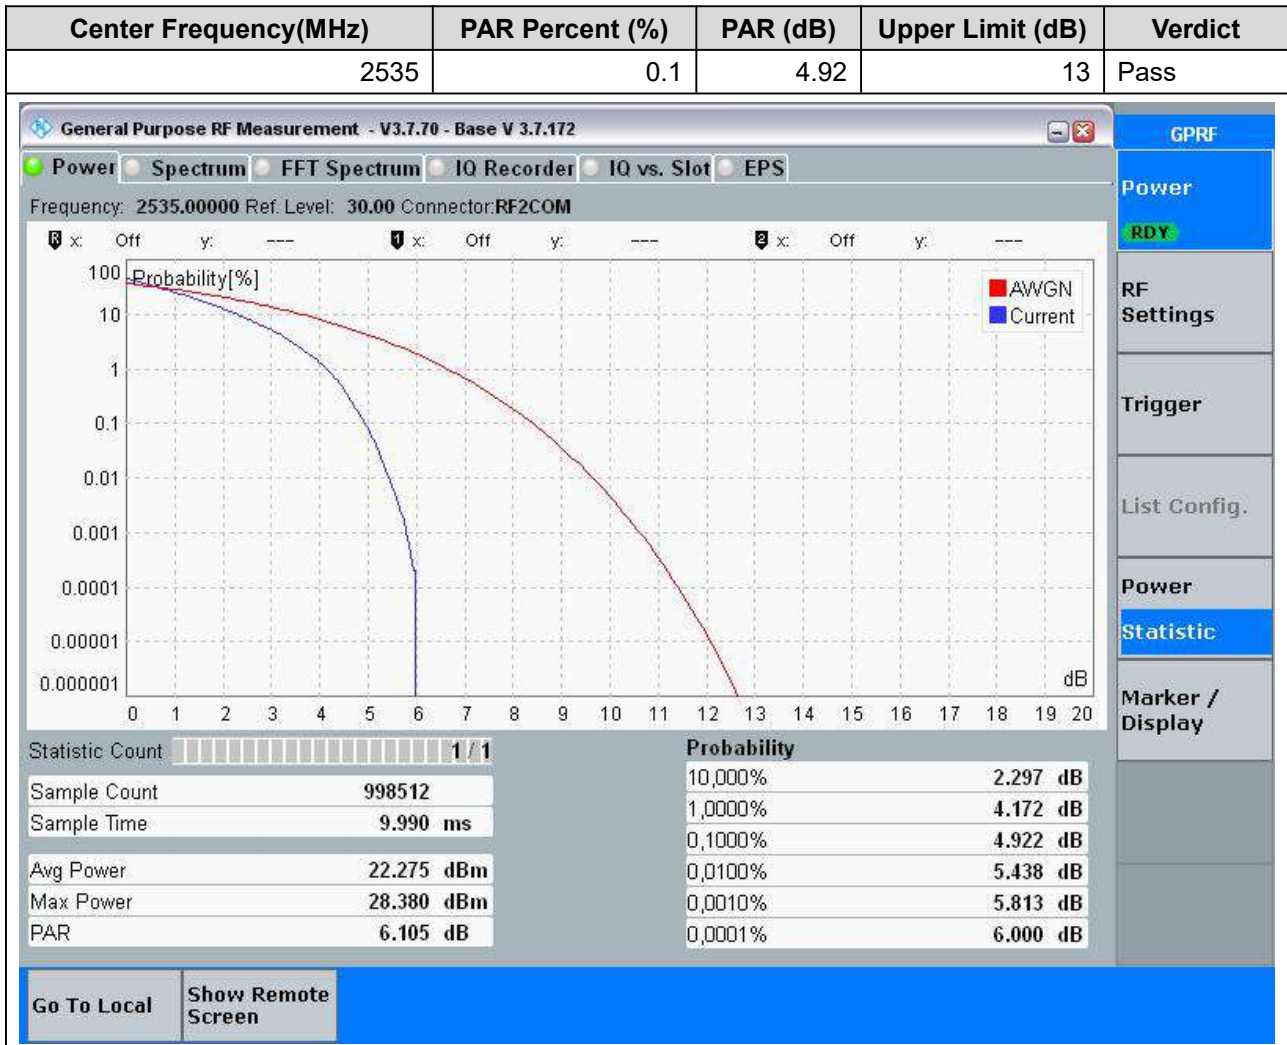 Center Frequency(MHz) PAR Percent (%) PAR (dB) Upper Limit (dB) Verdict
2535 0.1 4.92 13 Pass
General Purpose RF Measurement - V3.7.70 - Base V 3.7.172
GPRF
Power Spectrum FFT Spectrum IQ Recorder IQ vs. Slot EPS
Frequency: 2535.00000 Ref. Level: 30.00 Connector:RF2COM
R x: Off y: --- 1 x: Off y: --- 2 x: Off y: ---
Probability[%]
100
10
1
0.1
0.01
0.001
0.0001
0.00001
0.000001
AWGN
Current
dB
0 1 2 3 4 5 6 7 8 9 10 11 12 13 14 15 16 17 18 19 20
Statistic Count 1 / 1
Sample Count 998512
Sample Time 9.990 ms
Avg Power 22.275 dBm
Max Power 28.380 dBm
PAR 6.105 dB
Probability
10,000% 2.297 dB
1,0000% 4.172 dB
0,1000% 4.922 dB
0,0100% 5.438 dB
0,0010% 5.813 dB
0,0001% 6.000 dB
Power
RDY
RF
Settings
Trigger
List Config.
Power
Statistic
Marker /
Display
Go To Local
Show Remote
Screen